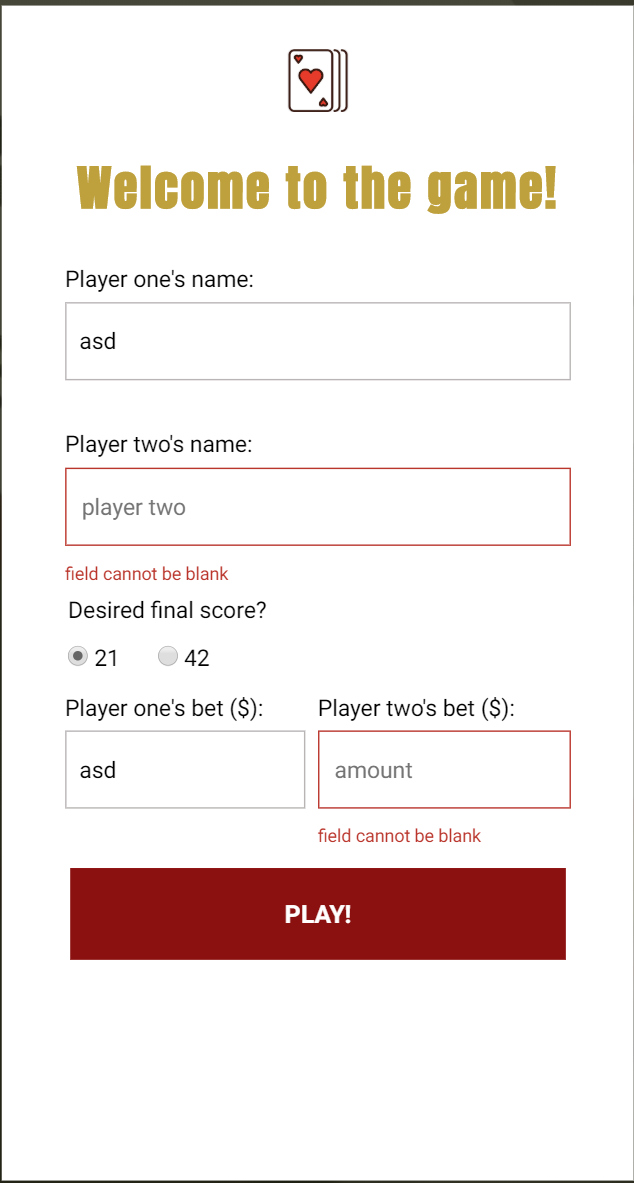 Welcome to the game!
Player one's name:
asd
Player two's name:
player two
field cannot be blank
Desired final score?
21 42
Player one's bet ($): Player two's bet ($):
asd amount
field cannot be blank
PLAY!